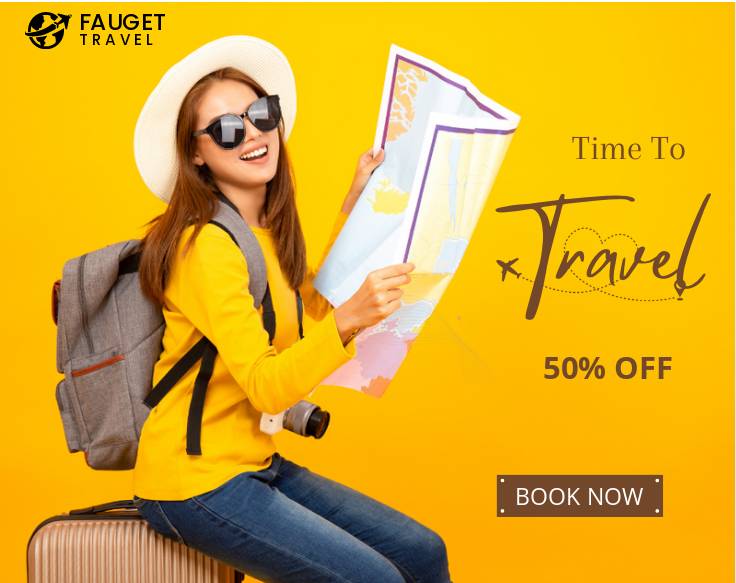 FAUGET
TRAVEL
Time To
Travel
50% OFF
BOOK NOW